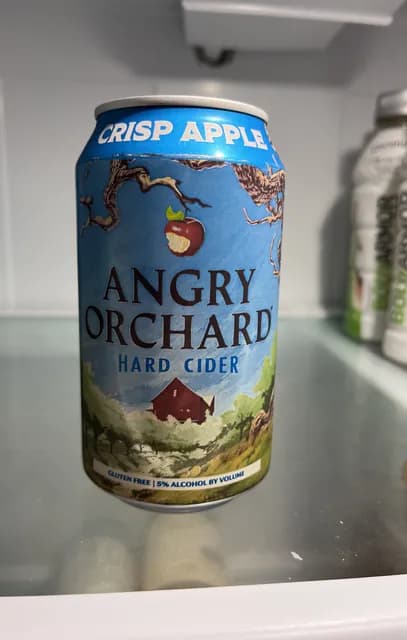 CRISP APPLE
ANGRY
ORCHARD
HARD CIDER
GLUTEN FREE | 5% ALCOHOL BY VOLUME